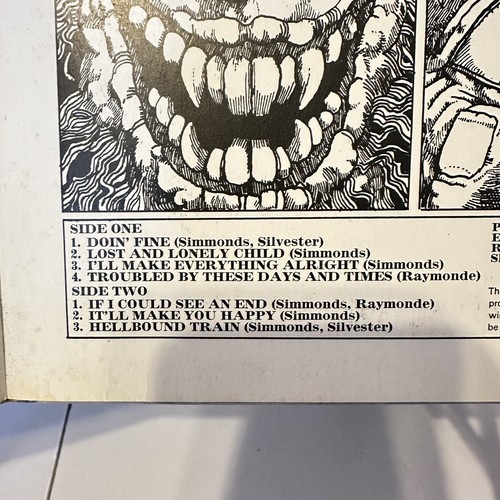 SIDE ONE
1. DOIN' FINE (Simmonds, Silvester)
2. LOST AND LONELY CHILD (Simmonds)
3. I'LL MAKE EVERYTHING ALRIGHT (Simmonds)
4. TROUBLED BY THESE DAYS AND TIMES (Raymonde)
SIDE TWO
1. IF I COULD SEE AN END (Simmonds, Raymonde)
2. IT'LL MAKE YOU HAPPY (Simmonds)
3. HELLBOUND TRAIN (Simmonds, Silvester)